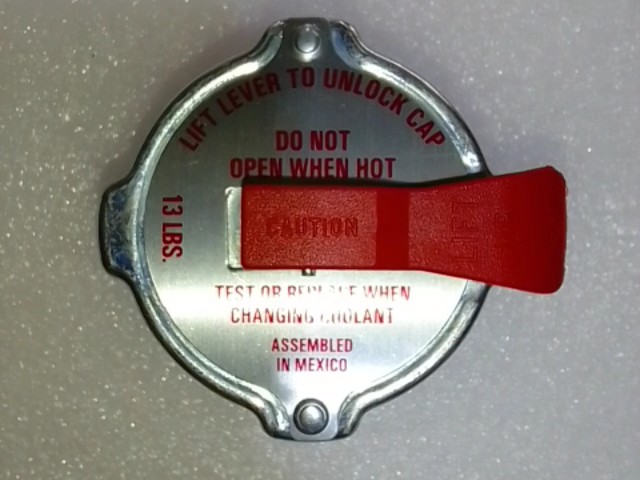 LIFT LEVER TO UNLOCK CAP
DO NOT
OPEN WHEN HOT
13 LBS.
CAUTION
LIFT
TEST OR REPLACE WHEN
CHANGING COOLANT
ASSEMBLED
IN MEXICO